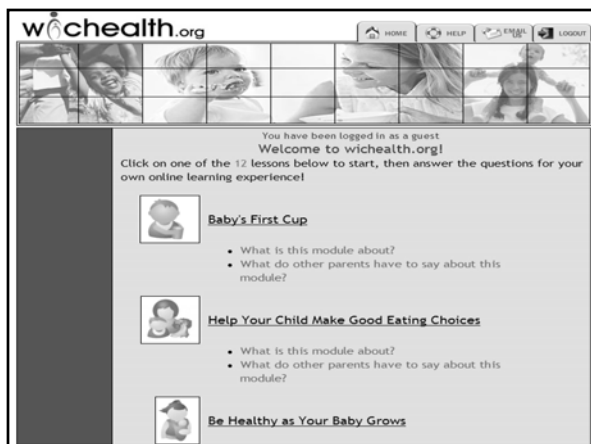 wichealth.org
HOME
HELP
EMAIL US
LOGOUT
You have been logged in as a guest
Welcome to wichealth.org!
Click on one of the 12 lessons below to start, then answer the questions for your
own online learning experience!
Baby's First Cup
• What is this module about?
• What do other parents have to say about this
module?
Help Your Child Make Good Eating Choices
• What is this module about?
• What do other parents have to say about this
module?
Be Healthy as Your Baby Grows